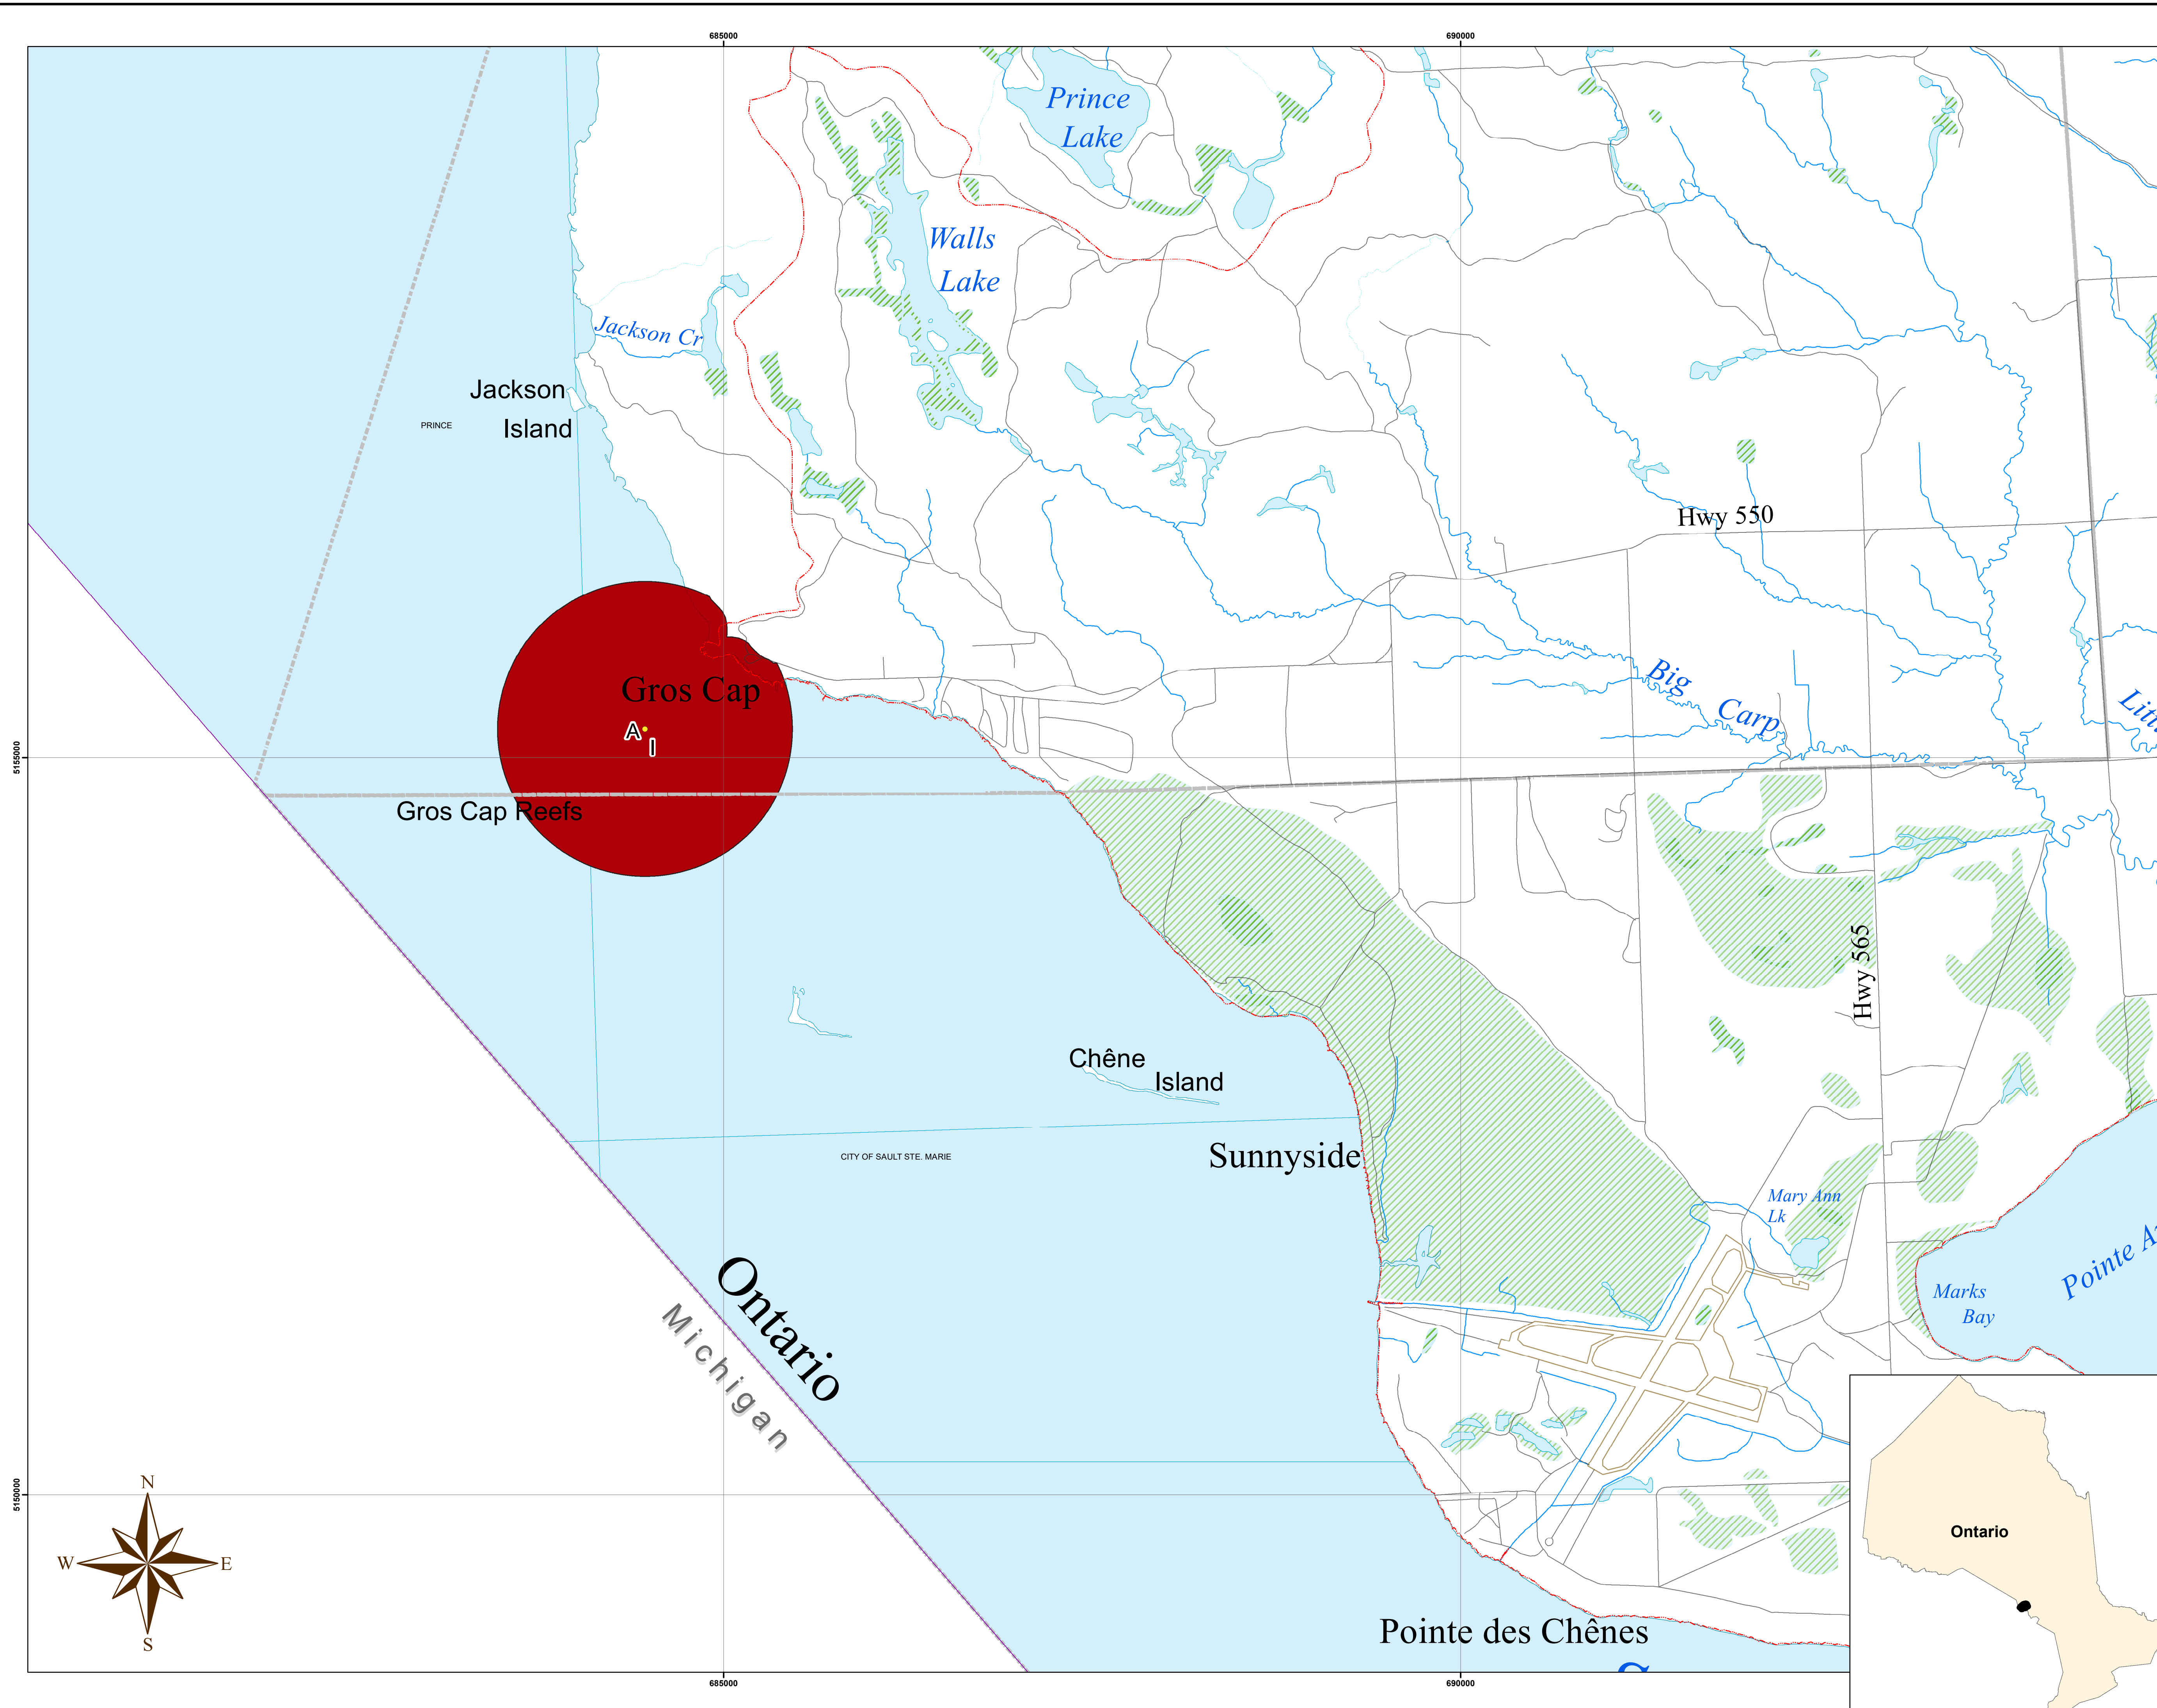 685000
690000
Prince
Lake
Walls
Lake
Jackson Cr
Jackson
Island
PRINCE
Hwy 550
Big
Carp
Gros Cap
A
I
5155000
Gros Cap Reefs
Hwy 565
Chêne
Island
Sunnyside
CITY OF SAULT STE. MARIE
Mary Ann
Lk
Marks
Bay
Pointe
Ontario
Michigan
5150000
N
W
E
S
Ontario
Pointe des Chênes
685000
690000